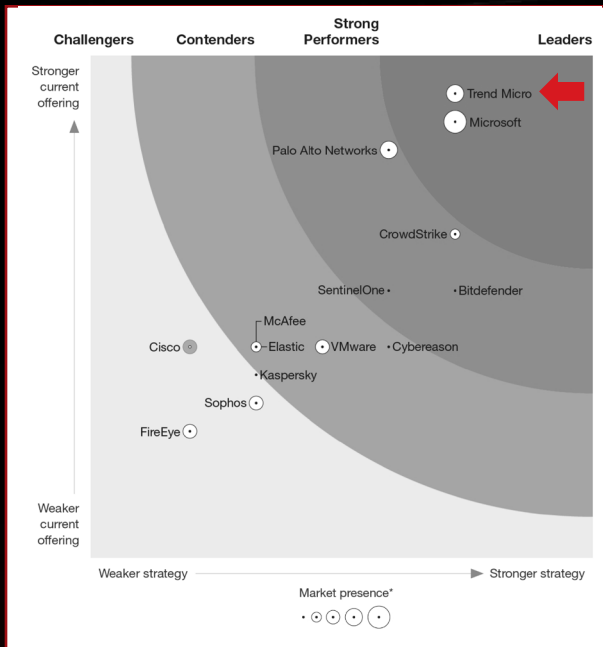 Challengers
Contenders
Strong
Performers
Leaders
Stronger
current
offering
Trend Micro
Microsoft
Palo Alto Networks
CrowdStrike
SentinelOne
Bitdefender
McAfee
Cisco
Elastic
VMware
Cybereason
Kaspersky
Sophos
FireEye
Weaker
current
offering
Weaker strategy
Stronger strategy
Market presence*